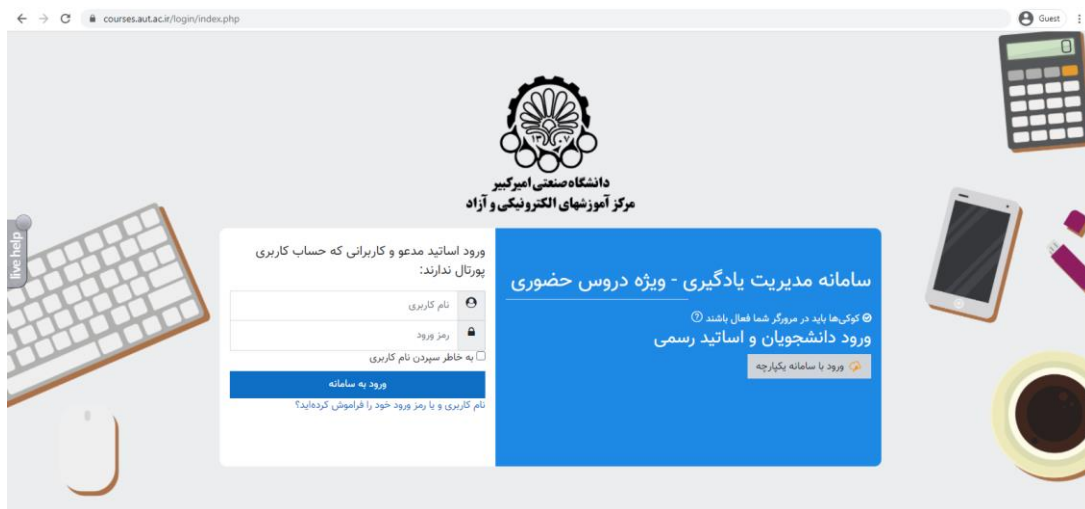 courses.aut.ac.ir/login/index.php
Guest
0
۱۳۰۷
دانشگاه صنعتی امیرکبیر
مرکز آموزشهای الکترونیکی و آزاد
live help
سامانه مدیریت یادگیری - ویژه دروس حضوری
کوکی‌ها باید در مرورگر شما فعال باشند
ورود دانشجویان و اساتید رسمی
ورود با سامانه یکپارچه
ورود اساتید مدعو و کاربرانی که حساب کاربری
پورتال ندارند:
نام کاربری
رمز ورود
به خاطر سپردن نام کاربری
ورود به سامانه
نام کاربری و یا رمز ورود خود را فراموش کرده‌اید؟